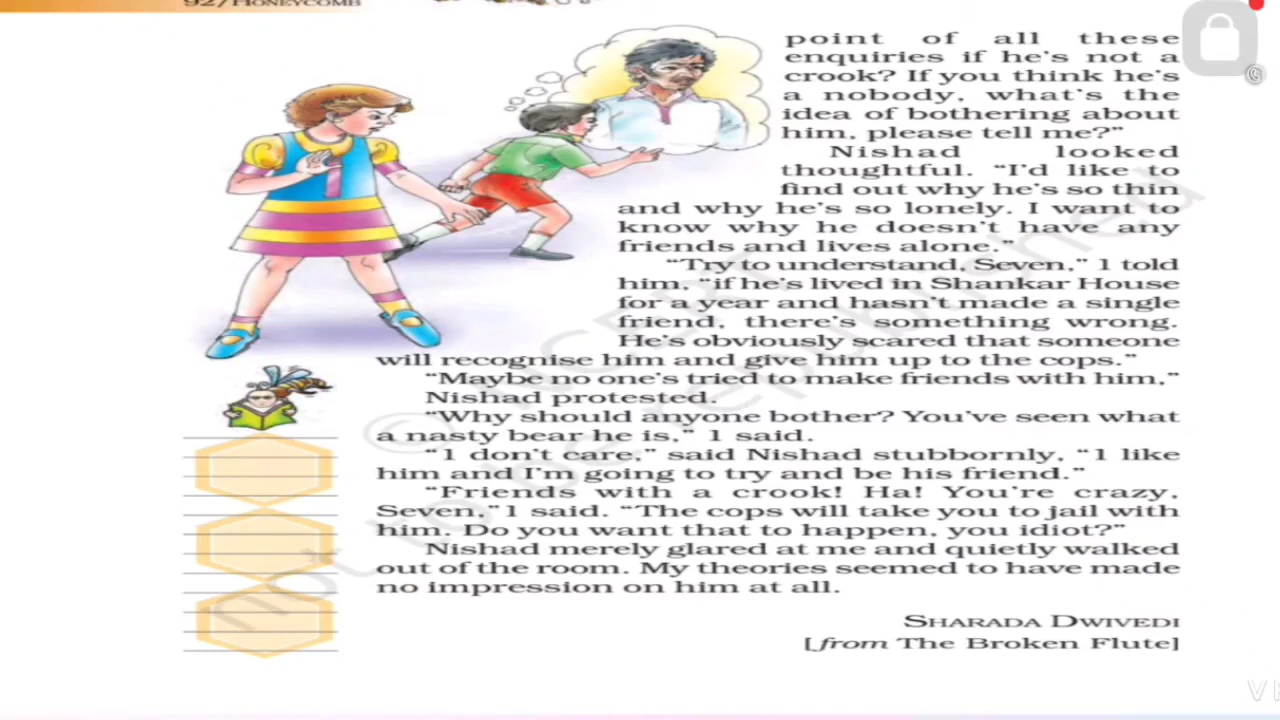 92/HONEYCOMB
point of all these
enquiries if he's not a
crook? If you think he's
a nobody, what's the
idea of bothering about
him, please tell me?"
Nishad looked
thoughtful. "I'd like to
find out why he's so thin
and why he's so lonely. I want to
know why he doesn't have any
friends and lives alone."
"Try to understand, Seven," I told
him, "if he's lived in Shankar House
for a year and hasn't made a single
friend, there's something wrong.
He's obviously scared that someone
will recognise him and give him up to the cops."
"Maybe no one's tried to make friends with him,"
Nishad protested.
"Why should anyone bother? You've seen what
a nasty bear he is," I said.
"I don't care," said Nishad stubbornly, "I like
him and I'm going to try and be his friend."
"Friends with a crook! Ha! You're crazy,
Seven," I said. "The cops will take you to jail with
him. Do you want that to happen, you idiot?"
Nishad merely glared at me and quietly walked
out of the room. My theories seemed to have made
no impression on him at all.
SHARADA DWIVEDI
[from The Broken Flute]
© NCERT
not to be republished